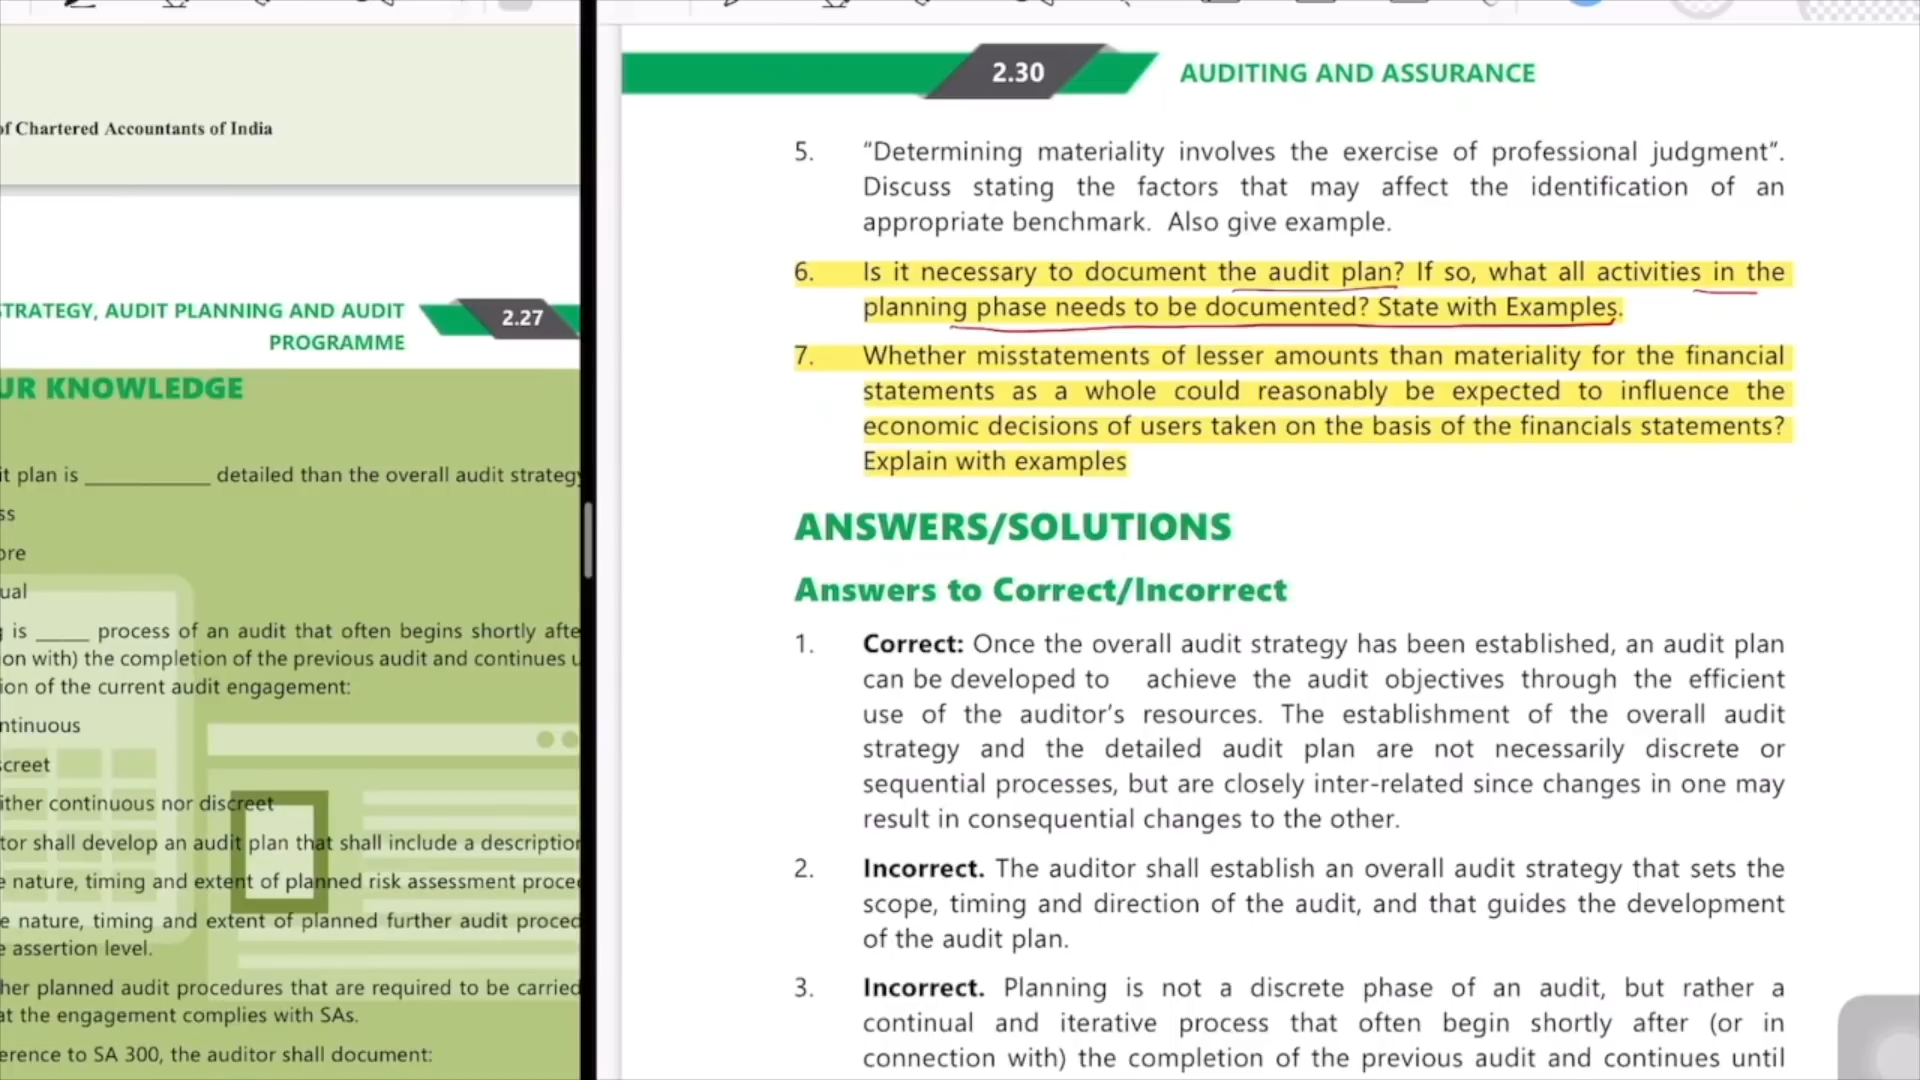 of Chartered Accountants of India
STRATEGY, AUDIT PLANNING AND AUDIT
PROGRAMME
2.27
UR KNOWLEDGE
it plan is ____________ detailed than the overall audit strategy
ss
ore
ual
g is _____ process of an audit that often begins shortly afte
on with) the completion of the previous audit and continues u
ion of the current audit engagement:
ntinuous
screet
ither continuous nor discreet
tor shall develop an audit plan that shall include a description
e nature, timing and extent of planned risk assessment proce
e nature, timing and extent of planned further audit proced
e assertion level.
her planned audit procedures that are required to be carried
at the engagement complies with SAs.
erence to SA 300, the auditor shall document:
2.30
AUDITING AND ASSURANCE
5. “Determining materiality involves the exercise of professional judgment”.
Discuss stating the factors that may affect the identification of an
appropriate benchmark. Also give example.
6. Is it necessary to document the audit plan? If so, what all activities in the
planning phase needs to be documented? State with Examples.
7. Whether misstatements of lesser amounts than materiality for the financial
statements as a whole could reasonably be expected to influence the
economic decisions of users taken on the basis of the financials statements?
Explain with examples
ANSWERS/SOLUTIONS
Answers to Correct/Incorrect
1. Correct: Once the overall audit strategy has been established, an audit plan
can be developed to achieve the audit objectives through the efficient
use of the auditor’s resources. The establishment of the overall audit
strategy and the detailed audit plan are not necessarily discrete or
sequential processes, but are closely inter-related since changes in one may
result in consequential changes to the other.
2. Incorrect. The auditor shall establish an overall audit strategy that sets the
scope, timing and direction of the audit, and that guides the development
of the audit plan.
3. Incorrect. Planning is not a discrete phase of an audit, but rather a
continual and iterative process that often begin shortly after (or in
connection with) the completion of the previous audit and continues until